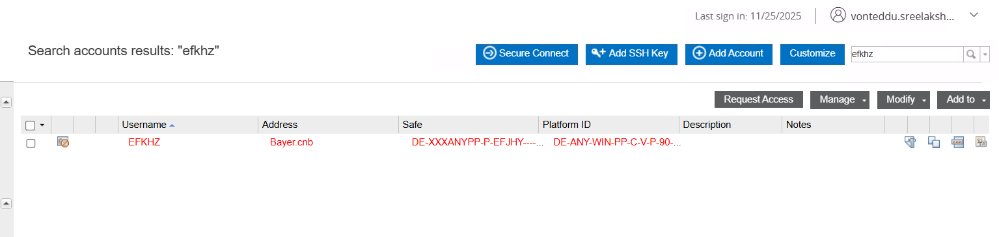 Last sign in: 11/25/2025 vonteddu.sreelaksh...
Search accounts results: "efkhz" Secure Connect Add SSH Key Add Account Customize efkhz
Request Access Manage Modify Add to
Username Address Safe Platform ID Description Notes
EFKHZ Bayer.cnb DE-XXXANYPP-P-EFJHY----... DE-ANY-WIN-PP-C-V-P-90-...